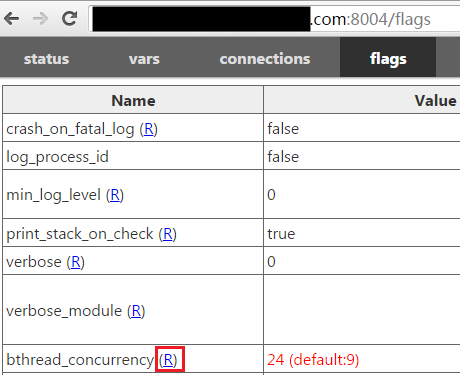 .com:8004/flags
status vars connections flags
Name Value
crash_on_fatal_log (R) false
log_process_id false
min_log_level (R) 0
print_stack_on_check (R) true
verbose (R) 0
verbose_module (R)
bthread_concurrency (R) 24 (default:9)